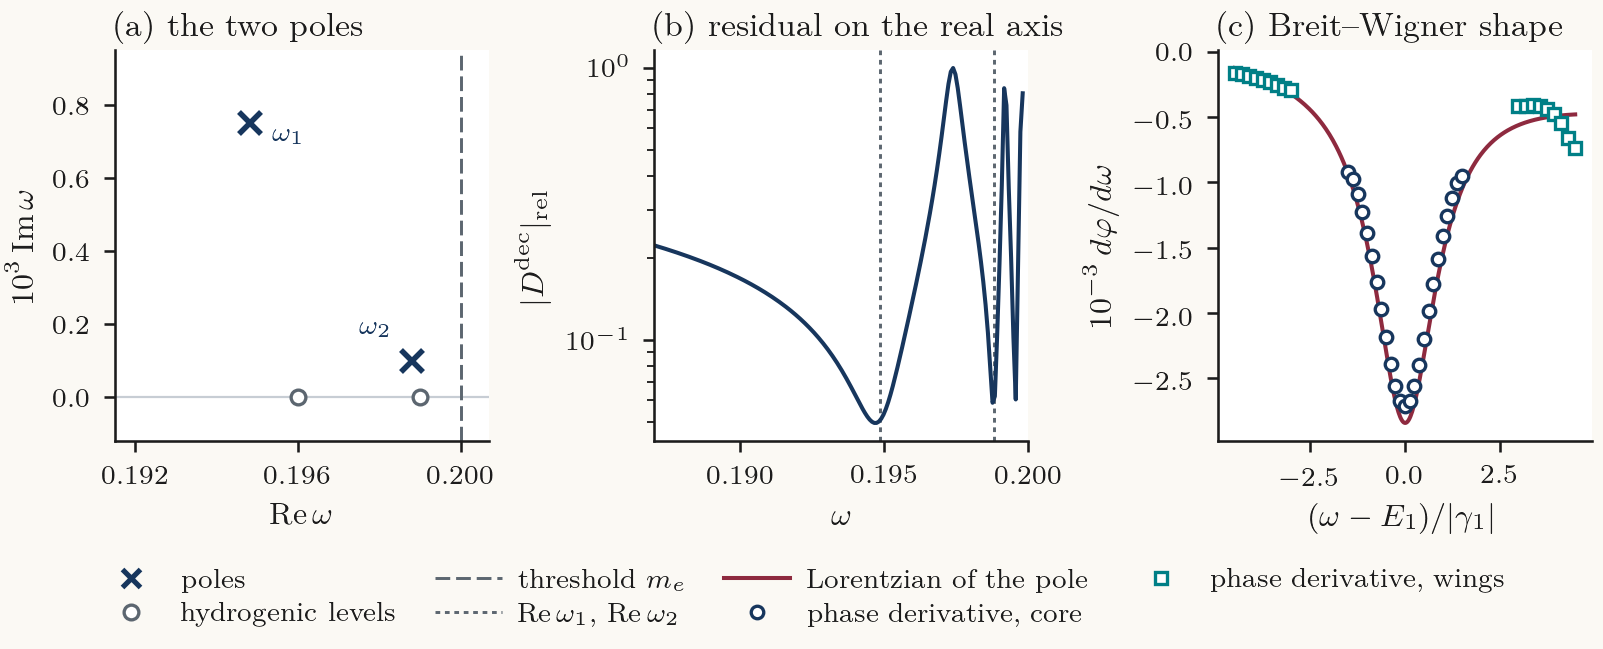 (a) the two poles
10³ Im ω
0.8
0.6
0.4
0.2
0.0
ω₁
ω₂
0.192
0.196
0.200
Re ω
(b) residual on the real axis
|D^dec|_rel
10⁰
10⁻¹
0.190
0.195
0.200
ω
(c) Breit–Wigner shape
10⁻³ dφ/dω
0.0
−0.5
−1.0
−1.5
−2.0
−2.5
−2.5
0.0
2.5
(ω − E₁)/|γ₁|
poles
hydrogenic levels
threshold mₑ
Re ω₁, Re ω₂
Lorentzian of the pole
phase derivative, core
phase derivative, wings